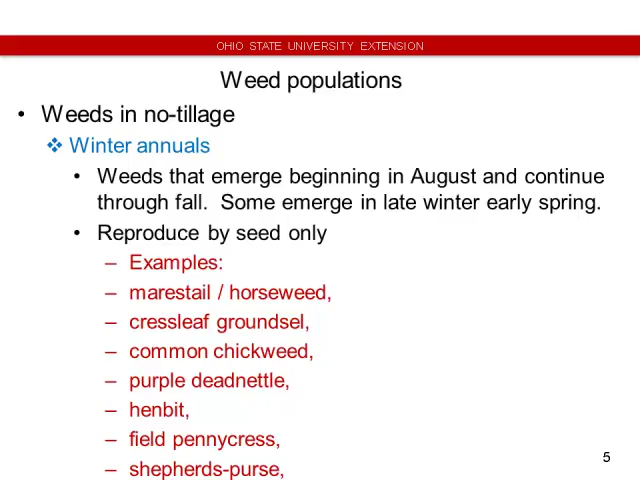 OHIO STATE UNIVERSITY EXTENSION
Weed populations
• Weeds in no-tillage
❖ Winter annuals
• Weeds that emerge beginning in August and continue
through fall. Some emerge in late winter early spring.
• Reproduce by seed only
– Examples:
– marestail / horseweed,
– cressleaf groundsel,
– common chickweed,
– purple deadnettle,
– henbit,
– field pennycress,
– shepherds-purse,
5